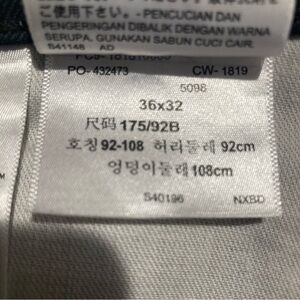 ご使用下さい。- PENCUCIAN DAN
PENGERINGAN DIBALIK DENGAN WARNA
SERUPA, GUNAKAN SABUN CUCI CAIR.
S41148 AD
PO- 432473 CW- 1819
5098
36x32
尺码 175/92B
호칭 92-108 허리둘레 92cm
엉덩이둘레 108cm
S40196 NXBD